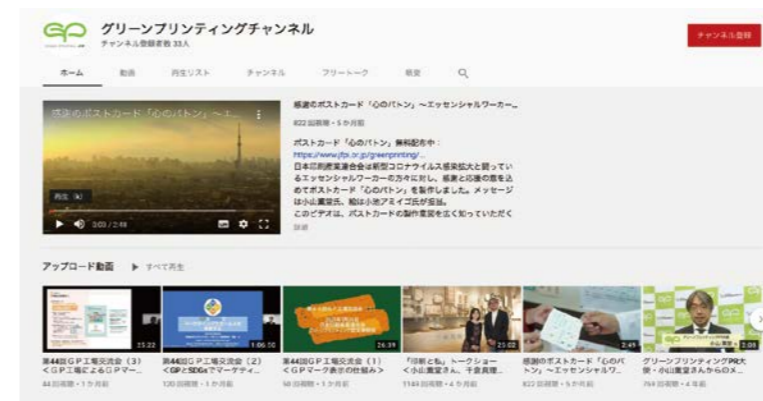 グリーンプリンティングチャンネル
チャンネル登録者数 33人
チャンネル登録
ホーム 動画 再生リスト チャンネル フリートーク 概要
感謝のポストカード「心のバトン」～エ...
再生 (k)
0:03 / 2:48
感謝のポストカード「心のバトン」～エッセンシャルワーカー...
822 回視聴・5 か月前
ポストカード「心のバトン」無料配布中：
https://www.jfpi.or.jp/greenprinting/...
日本印刷産業連合会は新型コロナウイルス感染拡大と闘ってい
るエッセンシャルワーカーの方々に対し、感謝と応援の意を込
めてポストカード「心のバトン」を製作しました。メッセージ
は小山薫堂氏、絵は小池アミイゴ氏が担当。
このビデオは、ポストカードの製作意図を広く知っていただく
詳細
アップロード動画 ▶ すべて再生
25:22
1:06:00
26:39
25:02
2:49
2:08
第44回ＧＰ工場交流会（３）
＜ＧＰ工場によるＧＰマー...
44 回視聴・1 か月前
第44回ＧＰ工場交流会（２）
＜GPとSDGsでマーケティ...
120 回視聴・1 か月前
第44回ＧＰ工場交流会（１）
＜ＧＰマーク表示の仕組み＞
68 回視聴・1 か月前
「印刷と私」トークショー
＜小山薫堂さん、千倉真理...
1149 回視聴・4 か月前
感謝のポストカード「心のバ
トン」～エッセンシャルワ...
822 回視聴・5 か月前
グリーンプリンティングPR大
使・小山薫堂さんからのメ...
769 回視聴・4 年前